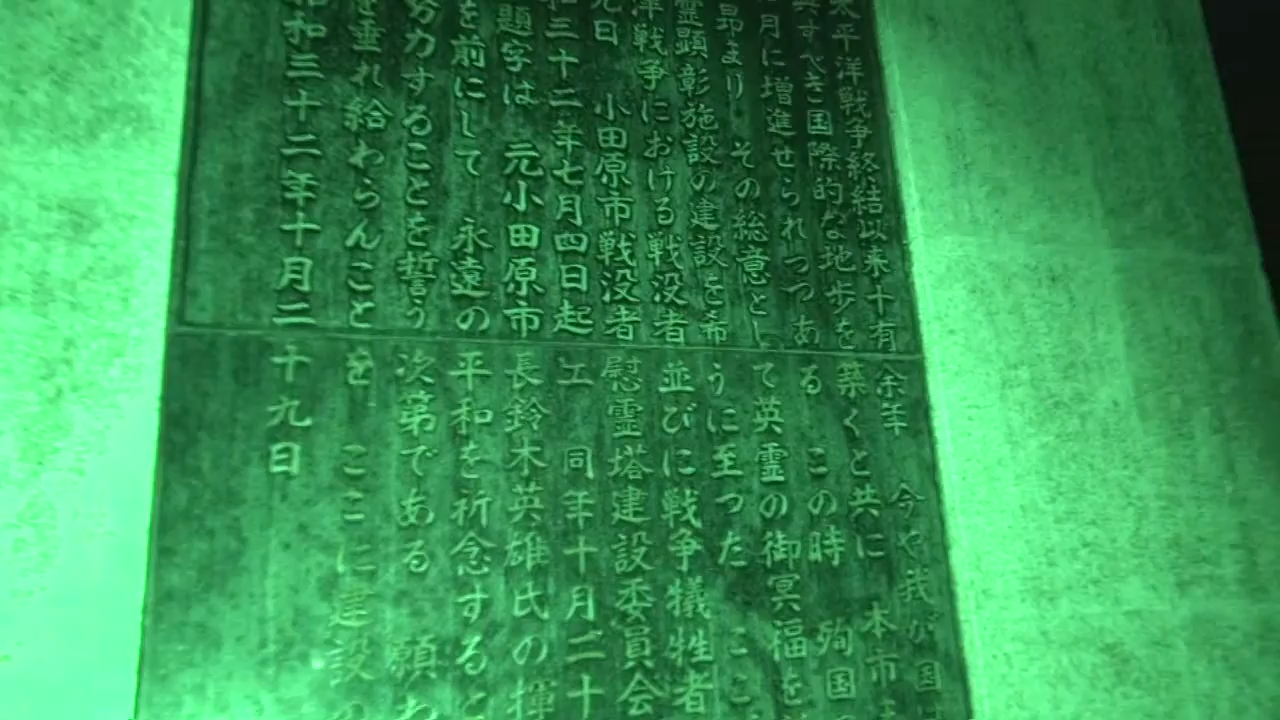 太平洋戦争終結以来十有余年 今や我が国は
すべき国際的な地歩を築くと共に 本市
月に増進せられつつある この時 殉国
昂まり その総意として英霊の御冥福を
霊顕彰施設の建設を希うに至つた ここ
洋戦争における戦没者並びに戦争犠牲者
元日 小田原市戦没者慰霊塔建設委員会
和三十二年七月四日起工 同年十月二十
題字は 元小田原市長鈴木英雄氏の揮
を前にして 永遠の平和を祈念すると
努力することを誓う次第である 願わ
を垂れ給わらんことを ここに建設の
昭和三十二年十月二十九日